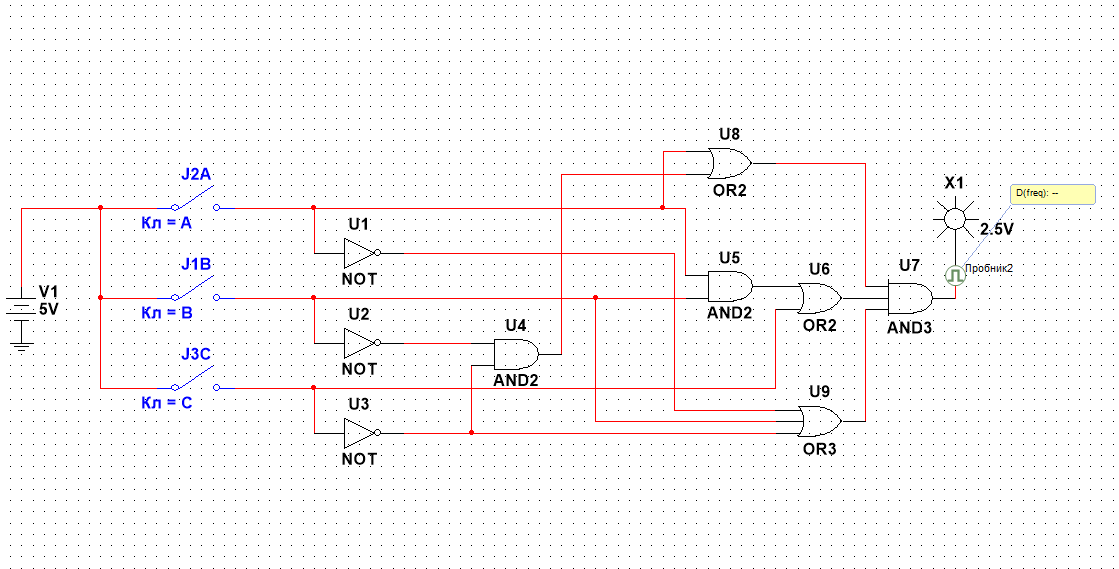 U8
OR2
J2A
Кл = A
X1
D(freq): --
2.5V
U1
NOT
J1B
Кл = B
U5
AND2
U6
OR2
U7
AND3
Пробник2
V1
5V
U2
NOT
U4
AND2
J3C
Кл = C
U9
OR3
U3
NOT